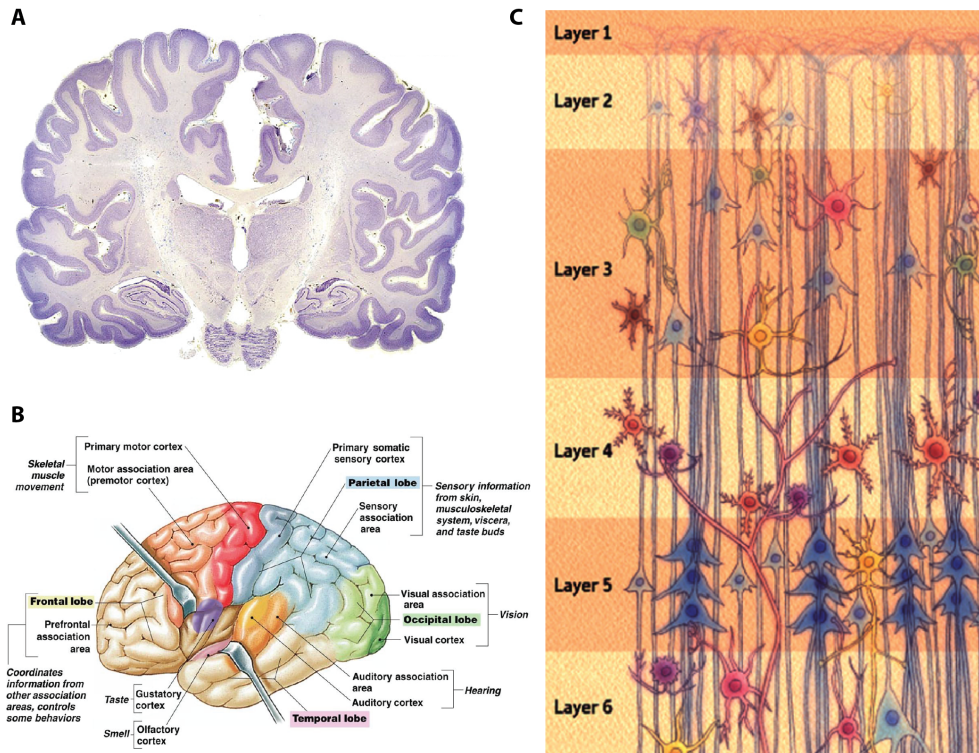 A
B
Primary motor cortex
Skeletal
muscle
movement
Motor association area
(premotor cortex)
Primary somatic
sensory cortex
Parietal lobe
Sensory
association
area
Sensory information
from skin,
musculoskeletal
system, viscera,
and taste buds
Frontal lobe
Prefrontal
association
area
Coordinates
information from
other association
areas, controls
some behaviors
Visual association
area
Occipital lobe
Vision
Visual cortex
Auditory association
area
Auditory cortex
Hearing
Taste
Gustatory
cortex
Smell
Olfactory
cortex
Temporal lobe
C
Layer 1
Layer 2
Layer 3
Layer 4
Layer 5
Layer 6